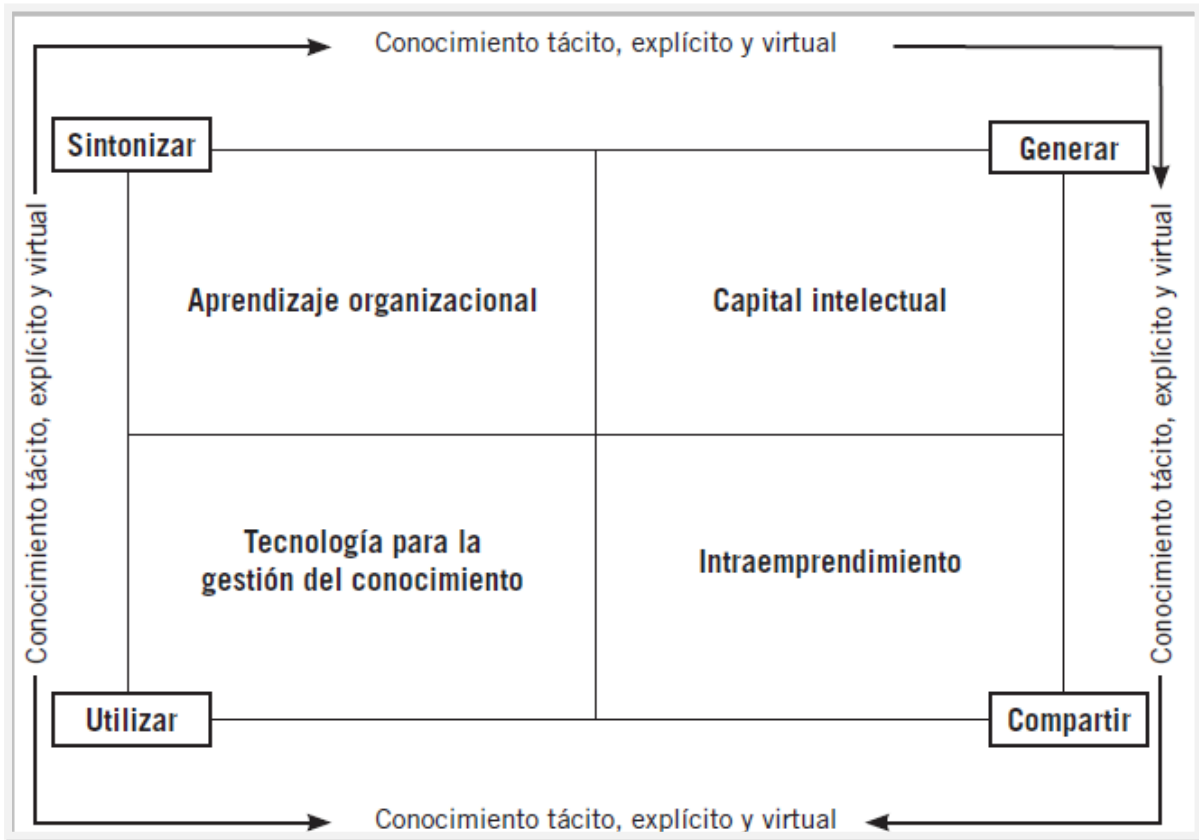 Conocimiento tácito, explícito y virtual
Sintonizar
Generar
Conocimiento tácito, explícito y virtual
Aprendizaje organizacional
Capital intelectual
Conocimiento tácito, explícito y virtual
Tecnología para la
gestión del conocimiento
Intraemprendimiento
Utilizar
Compartir
Conocimiento tácito, explícito y virtual